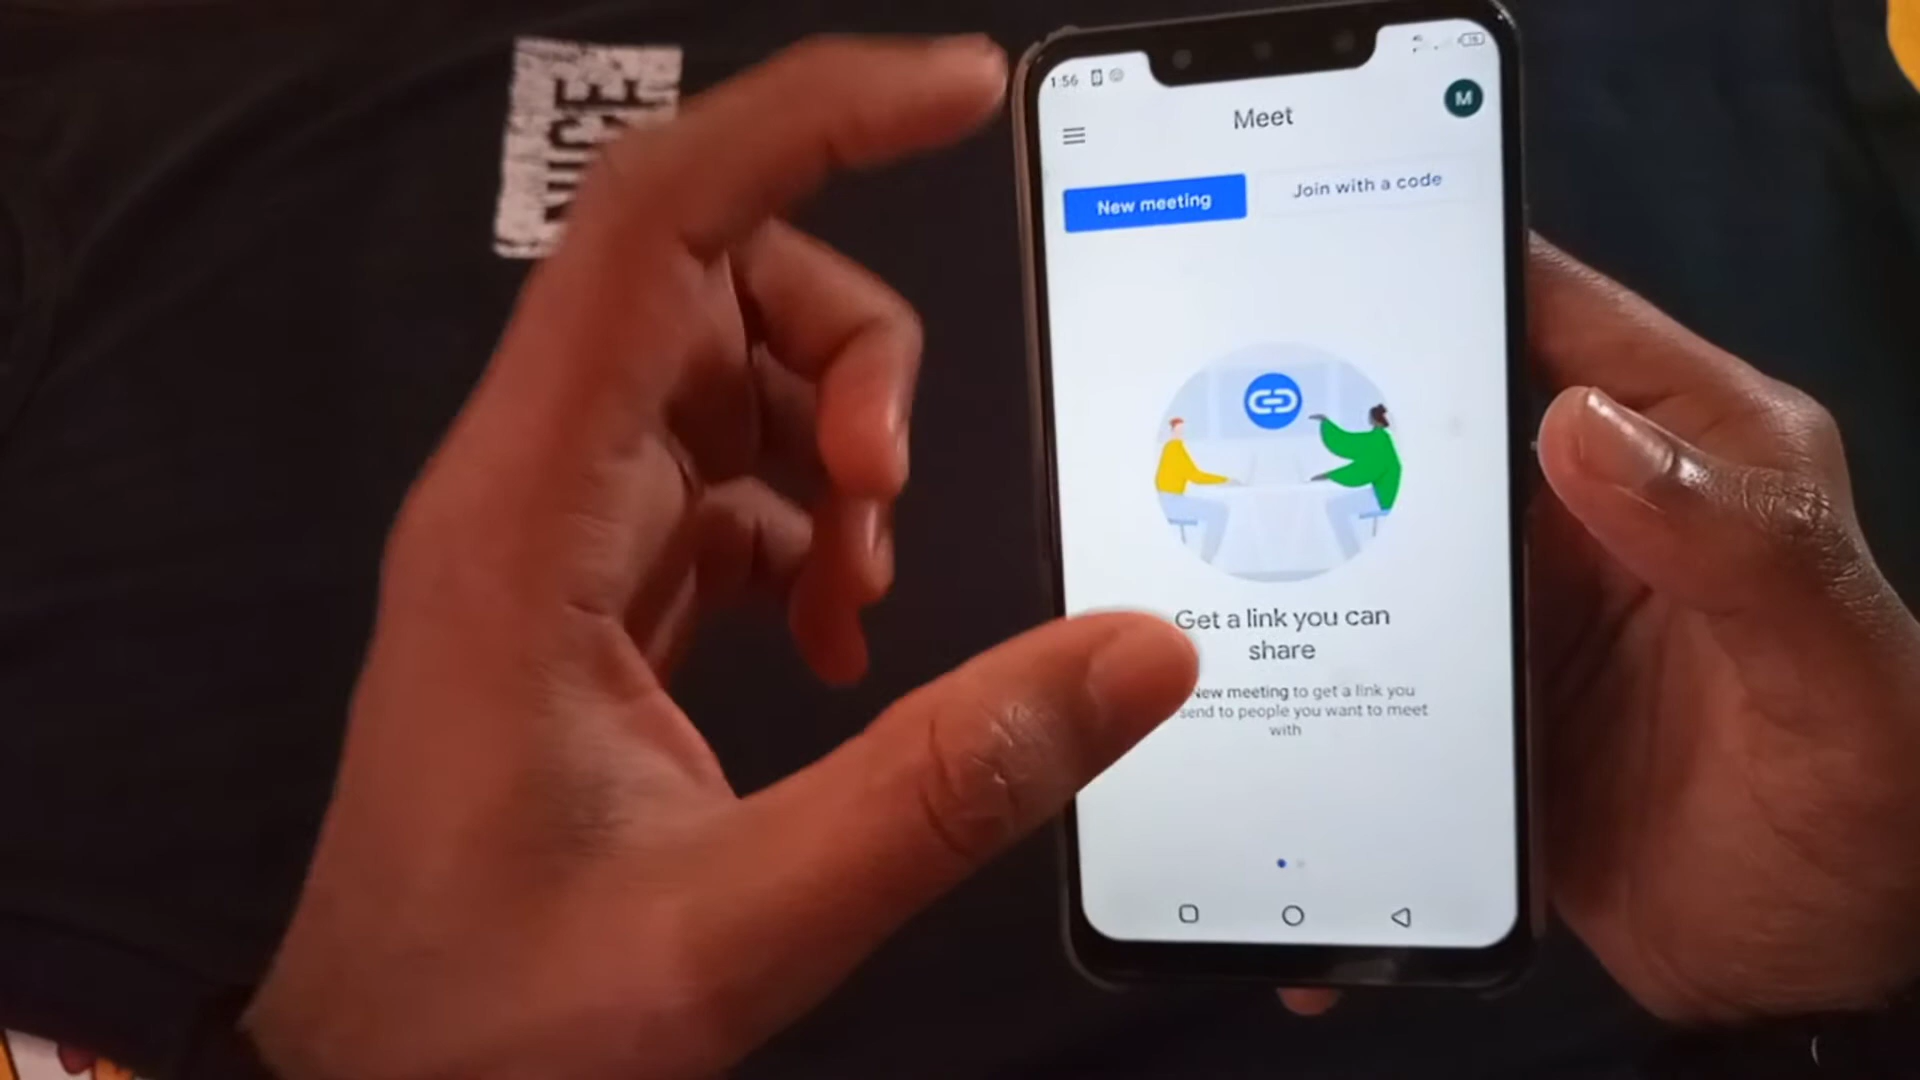 NICE
1:56
Meet
M
New meeting
Join with a code
Get a link you can
share
New meeting to get a link you
send to people you want to meet
with